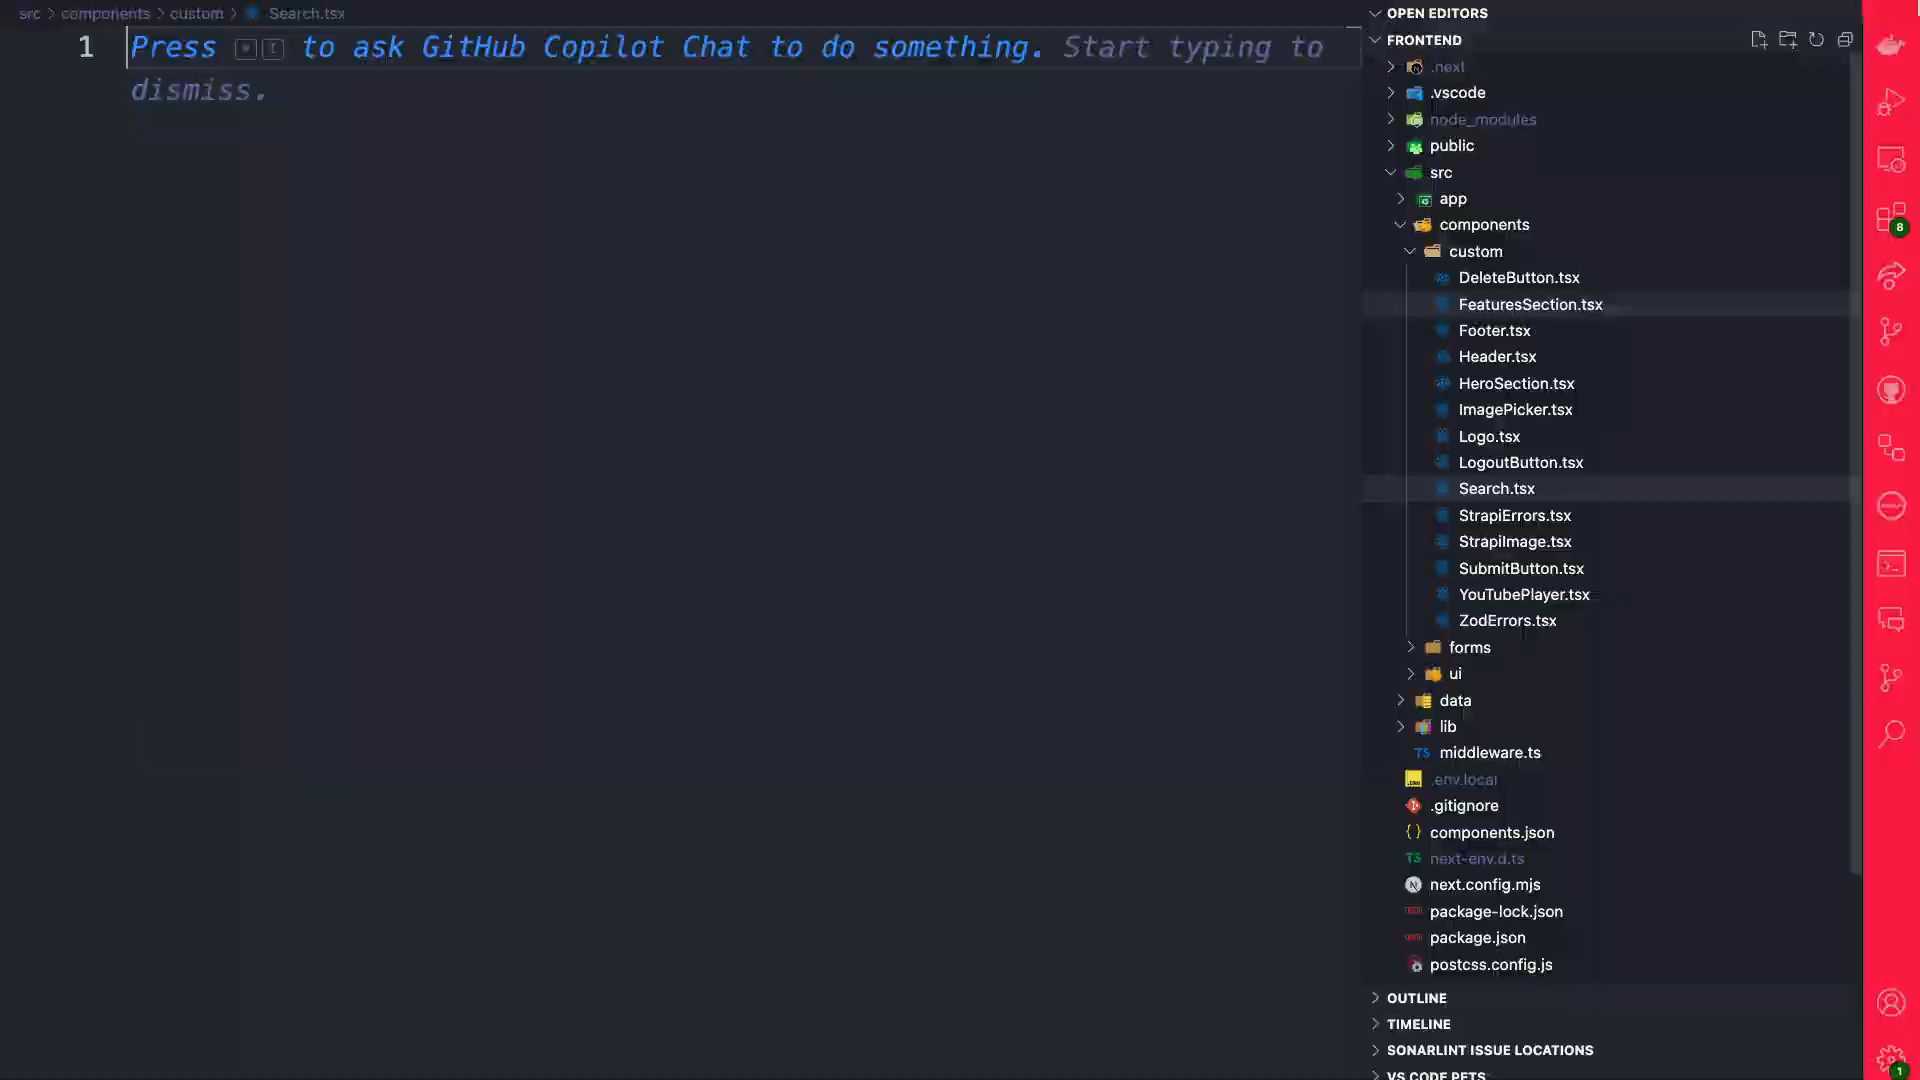 src > components > custom > Search.tsx
1 Press ⌘ I to ask GitHub Copilot Chat to do something. Start typing to
dismiss.
OPEN EDITORS
FRONTEND
.next
.vscode
node_modules
public
src
app
components
custom
DeleteButton.tsx
FeaturesSection.tsx
Footer.tsx
Header.tsx
HeroSection.tsx
ImagePicker.tsx
Logo.tsx
LogoutButton.tsx
Search.tsx
StrapiErrors.tsx
StrapiImage.tsx
SubmitButton.tsx
YouTubePlayer.tsx
ZodErrors.tsx
forms
ui
data
lib
TS middleware.ts
.env.local
.gitignore
{ } components.json
TS next-env.d.ts
N next.config.mjs
package-lock.json
package.json
postcss.config.js
OUTLINE
TIMELINE
SONARLINT ISSUE LOCATIONS
VS CODE PETS
8
1